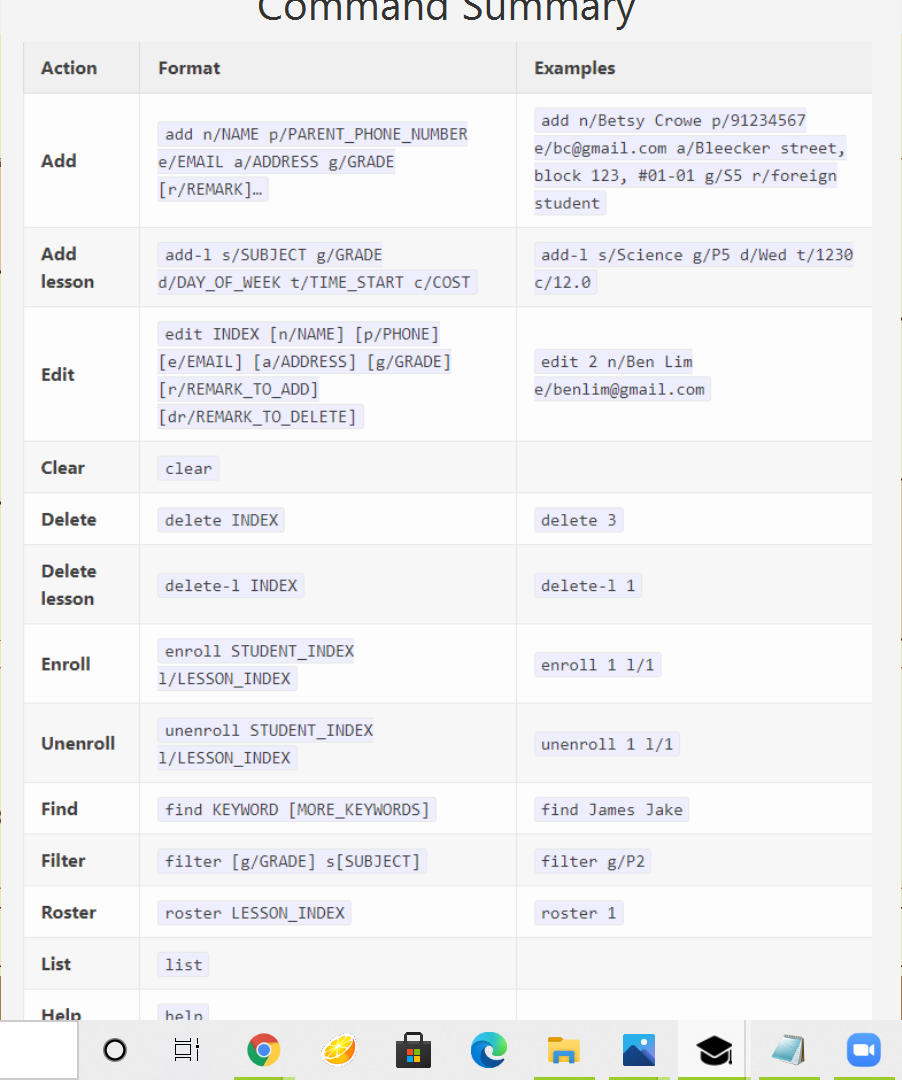 Command Summary
Action Format Examples
Add
add n/NAME p/PARENT_PHONE_NUMBER
e/EMAIL a/ADDRESS g/GRADE
[r/REMARK]…
add n/Betsy Crowe p/91234567
e/bc@gmail.com a/Bleecker street,
block 123, #01-01 g/S5 r/foreign
student
Add
lesson
add-l s/SUBJECT g/GRADE
d/DAY_OF_WEEK t/TIME_START c/COST
add-l s/Science g/P5 d/Wed t/1230
c/12.0
Edit
edit INDEX [n/NAME] [p/PHONE]
[e/EMAIL] [a/ADDRESS] [g/GRADE]
[r/REMARK_TO_ADD]
[dr/REMARK_TO_DELETE]
edit 2 n/Ben Lim
e/benlim@gmail.com
Clear clear
Delete delete INDEX delete 3
Delete
lesson
delete-l INDEX
delete-l 1
Enroll
enroll STUDENT_INDEX
l/LESSON_INDEX
enroll 1 l/1
Unenroll
unenroll STUDENT_INDEX
l/LESSON_INDEX
unenroll 1 l/1
Find find KEYWORD [MORE_KEYWORDS] find James Jake
Filter filter [g/GRADE] s[SUBJECT] filter g/P2
Roster roster LESSON_INDEX roster 1
List list
Help help